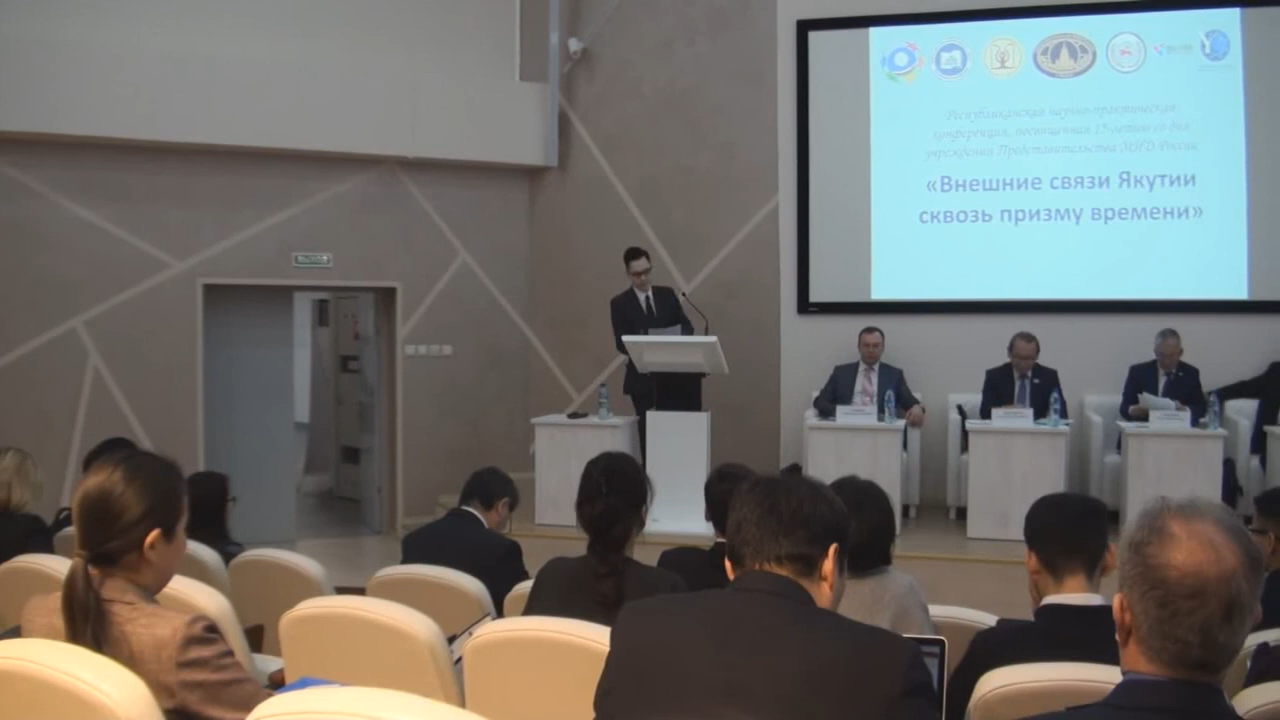 Республиканская научно-практическая
конференция, посвященная 15-летию со дня
учреждения Представительства МИД России
«Внешние связи Якутии
сквозь призму времени»
ВЫХОД